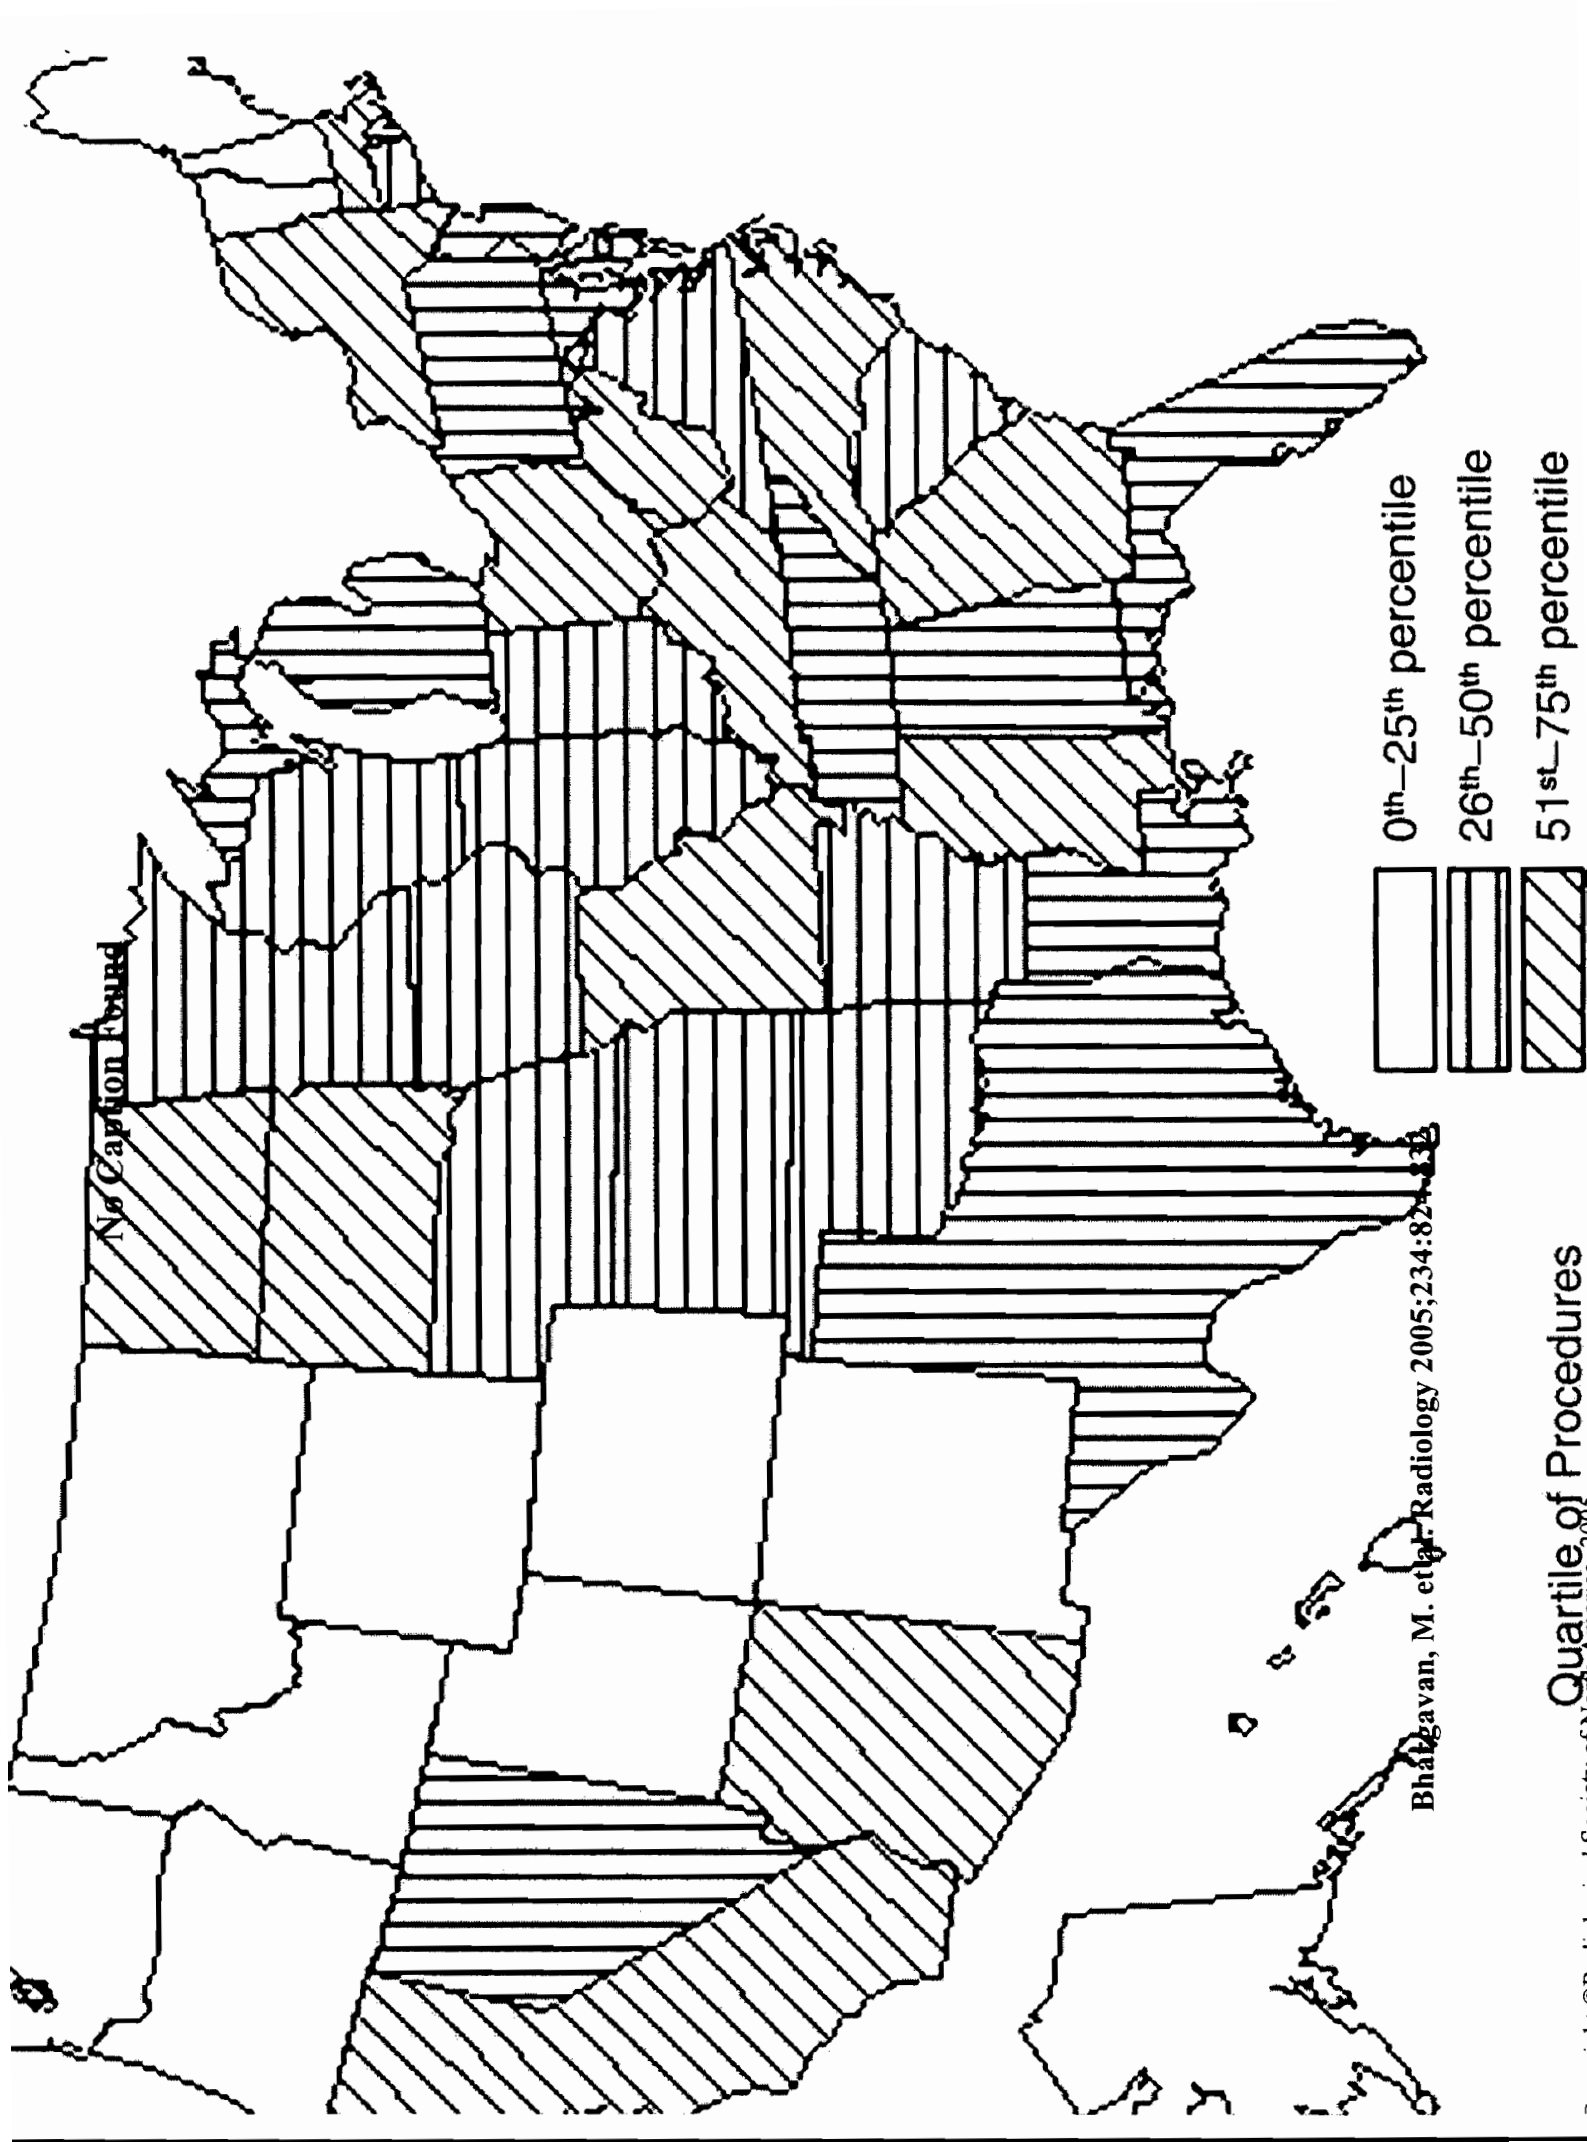 No Caption Found
0th–25th percentile
26th–50th percentile
51st–75th percentile
Bhargavan, M. et al. Radiology 2005;234:824-832
Quartile of Procedures